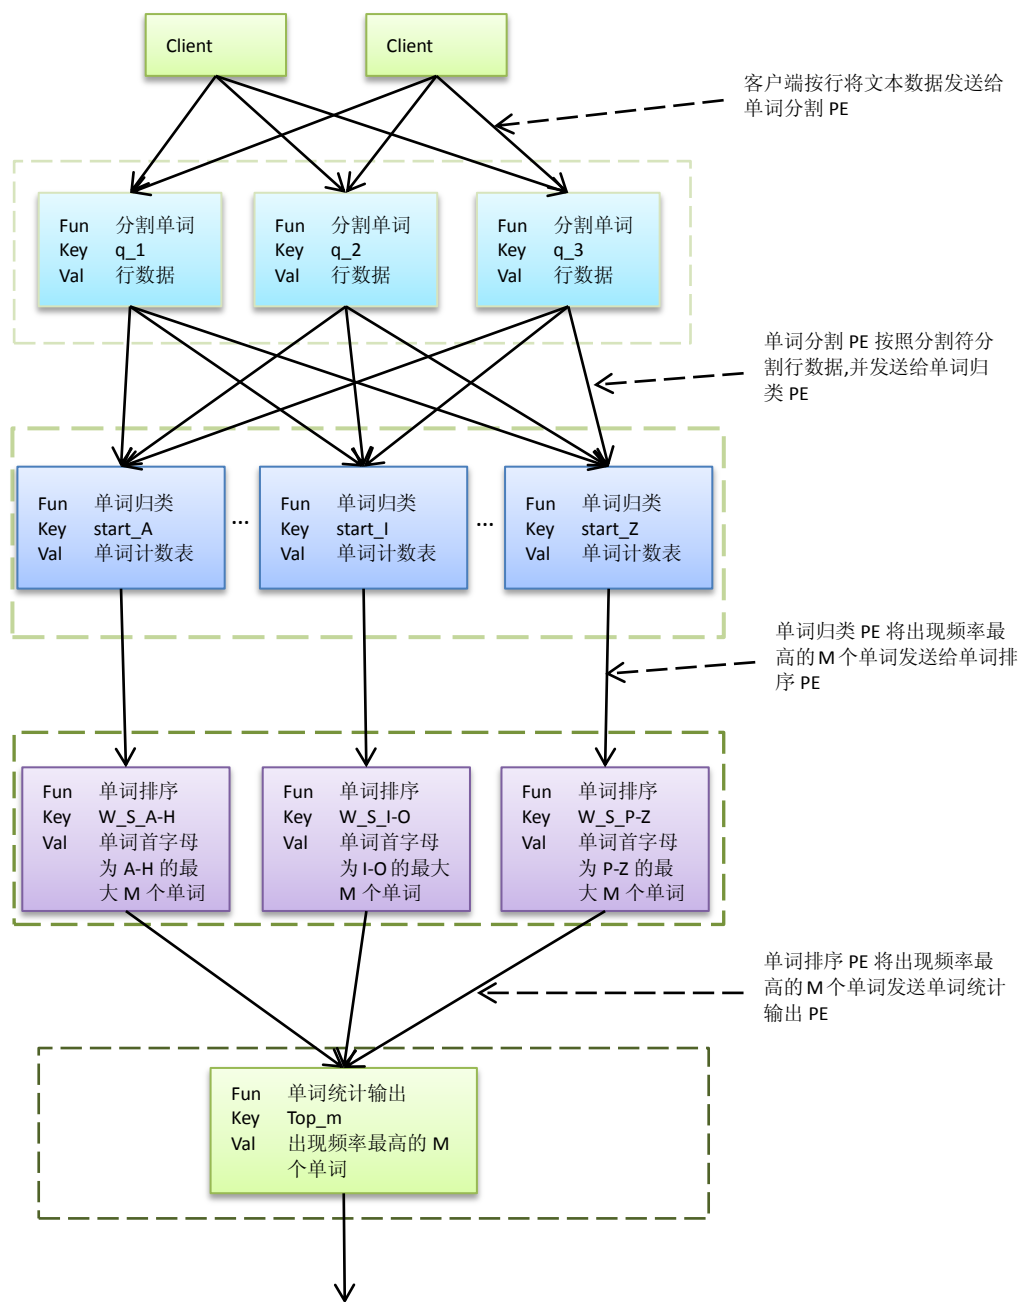 Client
Client
客户端按行将文本数据发送给
单词分割 PE
Fun 分割单词
Key q_1
Val 行数据
Fun 分割单词
Key q_2
Val 行数据
Fun 分割单词
Key q_3
Val 行数据
单词分割 PE 按照分割符分
割行数据,并发送给单词归
类 PE
Fun 单词归类
Key start_A
Val 单词计数表
...
Fun 单词归类
Key start_I
Val 单词计数表
...
Fun 单词归类
Key start_Z
Val 单词计数表
单词归类 PE 将出现频率最
高的 M 个单词发送给单词排
序 PE
Fun 单词排序
Key W_S_A-H
Val 单词首字母
为 A-H 的最
大 M 个单词
Fun 单词排序
Key W_S_I-O
Val 单词首字母
为 I-O 的最大
M 个单词
Fun 单词排序
Key W_S_P-Z
Val 单词首字母
为 P-Z 的最
大 M 个单词
单词排序 PE 将出现频率最
高的 M 个单词发送单词统计
输出 PE
Fun 单词统计输出
Key Top_m
Val 出现频率最高的 M
个单词